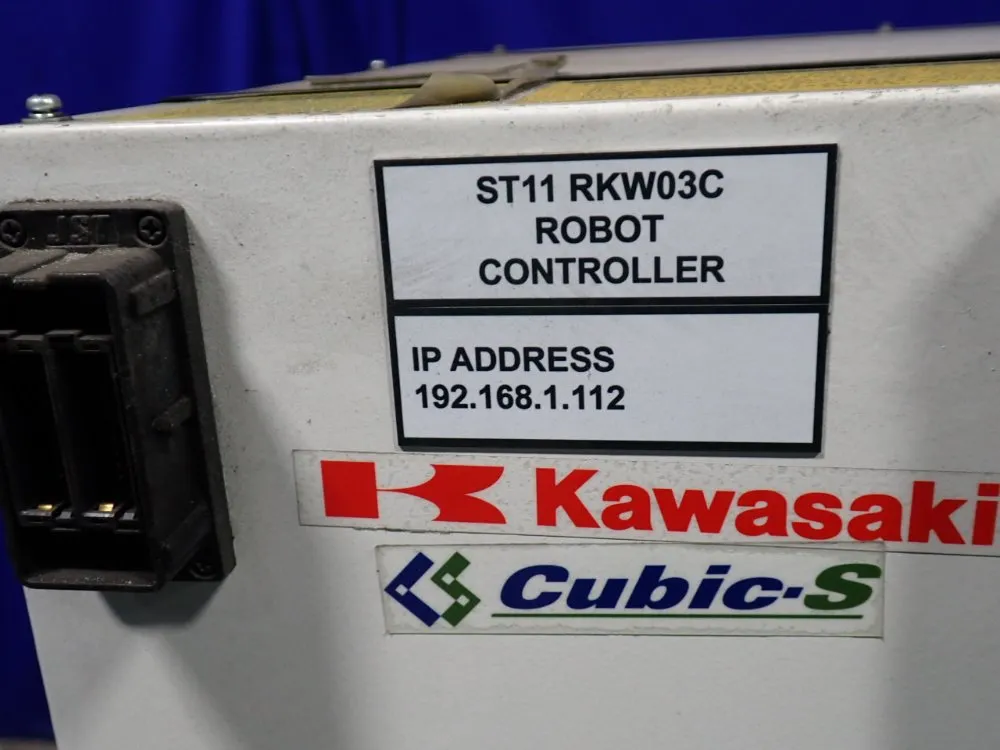 JST
ST11 RKW03C
ROBOT
CONTROLLER
IP ADDRESS
192.168.1.112
Kawasaki
Cubic-S